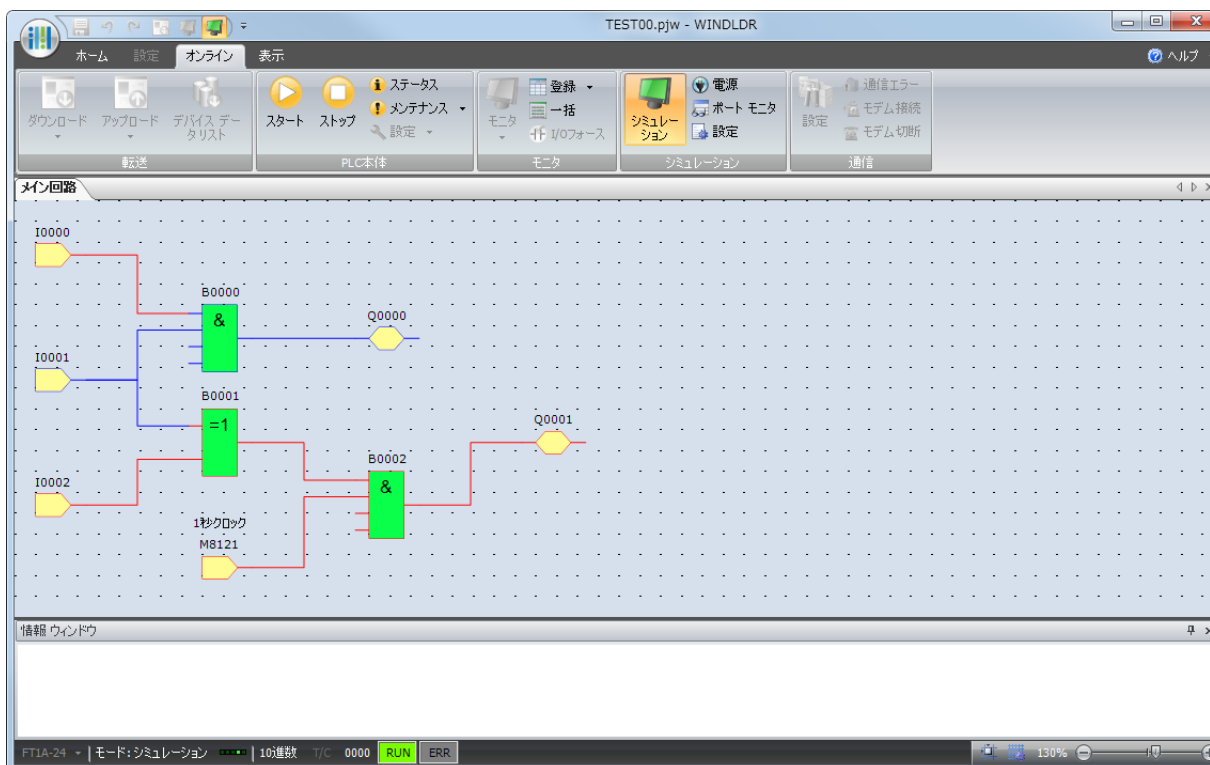 TEST00.pjw - WINDLDR
ホーム 設定 オンライン 表示 ヘルプ
ダウンロード アップロード デバイス データリスト
転送
スタート ストップ ステータス メンテナンス 設定
PLC本体
モニタ 登録 一括 I/Oフォース
モニタ
シミュレーション 電源 ポート モニタ 設定
シミュレーション
設定 通信エラー モデム接続 モデム切断
通信
メイン回路
I0000
B0000
&
Q0000
I0001
B0001
=1
Q0001
B0002
&
I0002
1秒クロック
M8121
情報 ウィンドウ
FT1A-24 モード: シミュレーション 10進数 T/C 0000 RUN ERR 130%